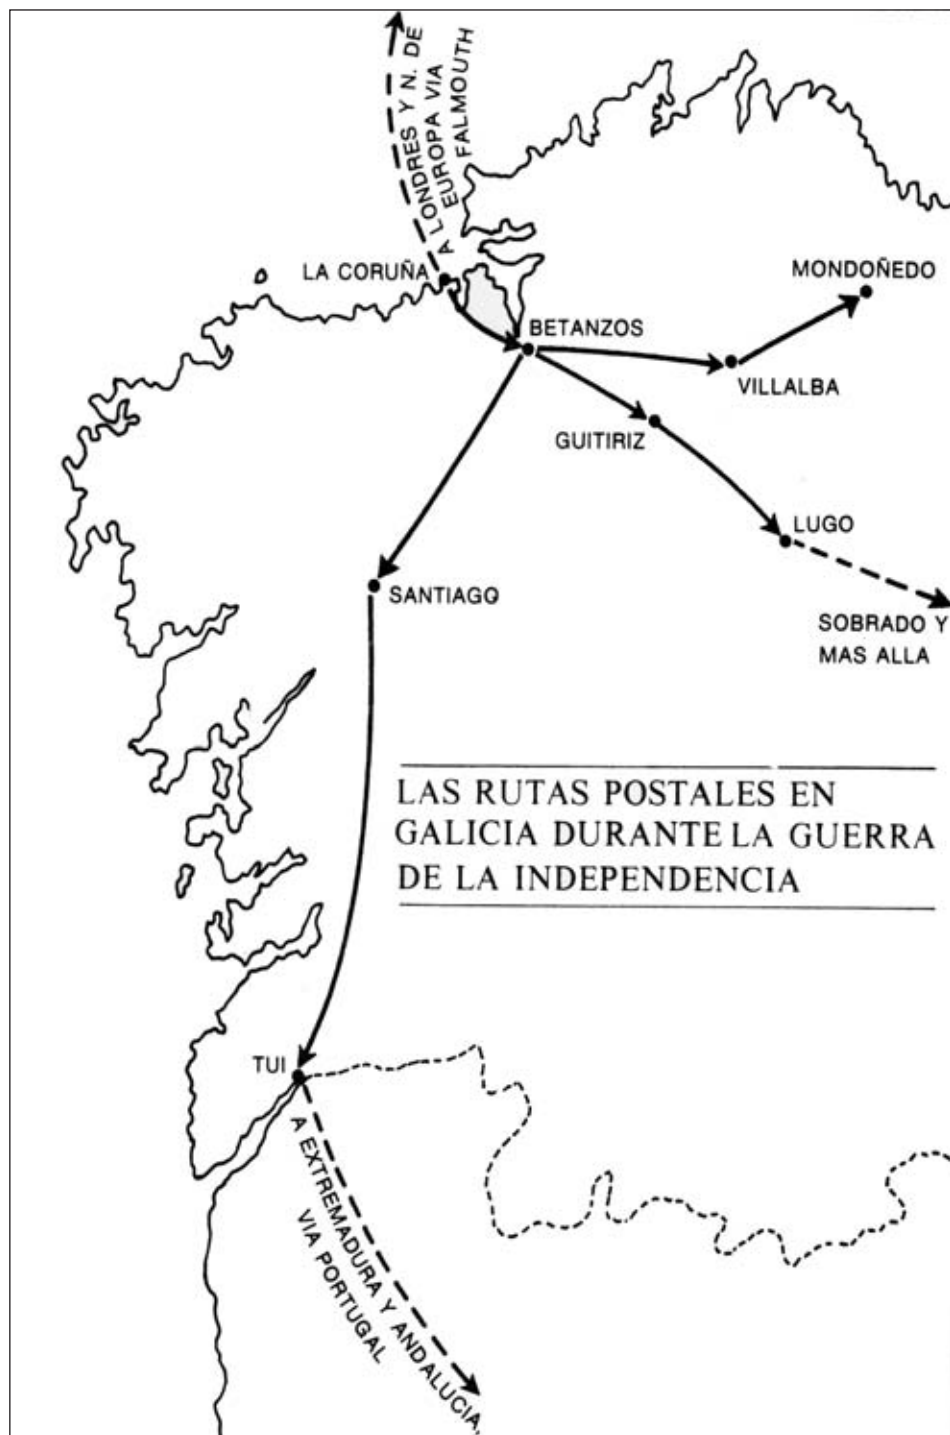 A LONDRES Y N. DE
EUROPA VIA
FALMOUTH
LA CORUÑA
MONDOÑEDO
BETANZOS
VILLALBA
GUITIRIZ
LUGO
SANTIAGO
SOBRADO Y
MAS ALLA
LAS RUTAS POSTALES EN
GALICIA DURANTE LA GUERRA
DE LA INDEPENDENCIA
TUI
A EXTREMADURA Y ANDALUCIA,
VIA PORTUGAL